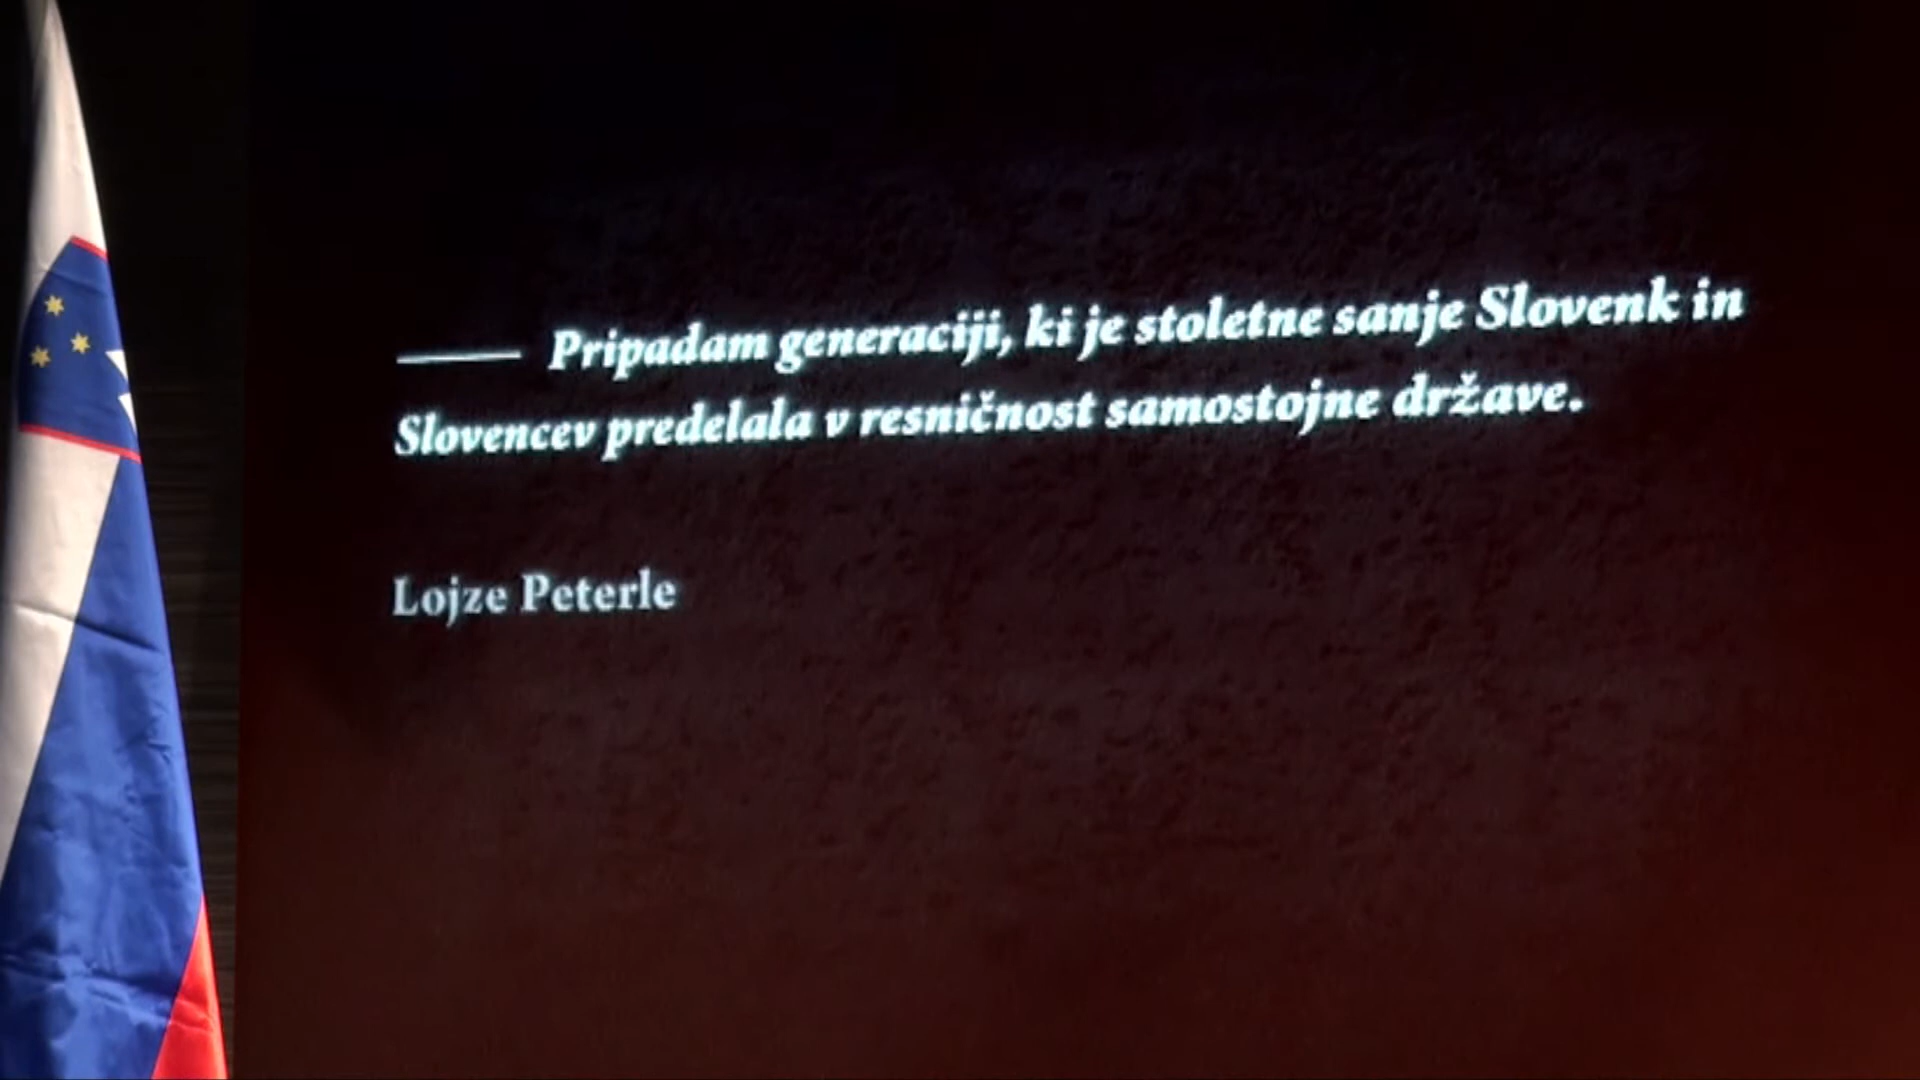 —— Pripadam generaciji, ki je stoletne sanje Slovenk in
Slovencev predelala v resničnost samostojne države.
Lojze Peterle